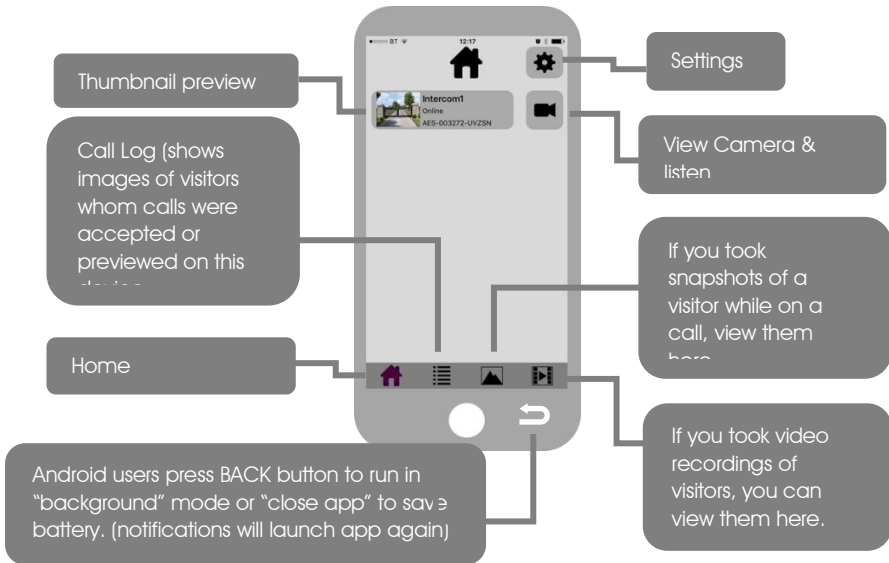 BT
12:17
Intercom1
Online
AES-003272-UVZSN
Thumbnail preview
Call Log (shows
images of visitors
whom calls were
accepted or
previewed on this
Home
Android users press BACK button to run in
"background" mode or "close app" to save
battery. (notifications will launch app again)
Settings
View Camera &
listen
If you took
snapshots of a
visitor while on a
call, view them
If you took video
recordings of
visitors, you can
view them here.